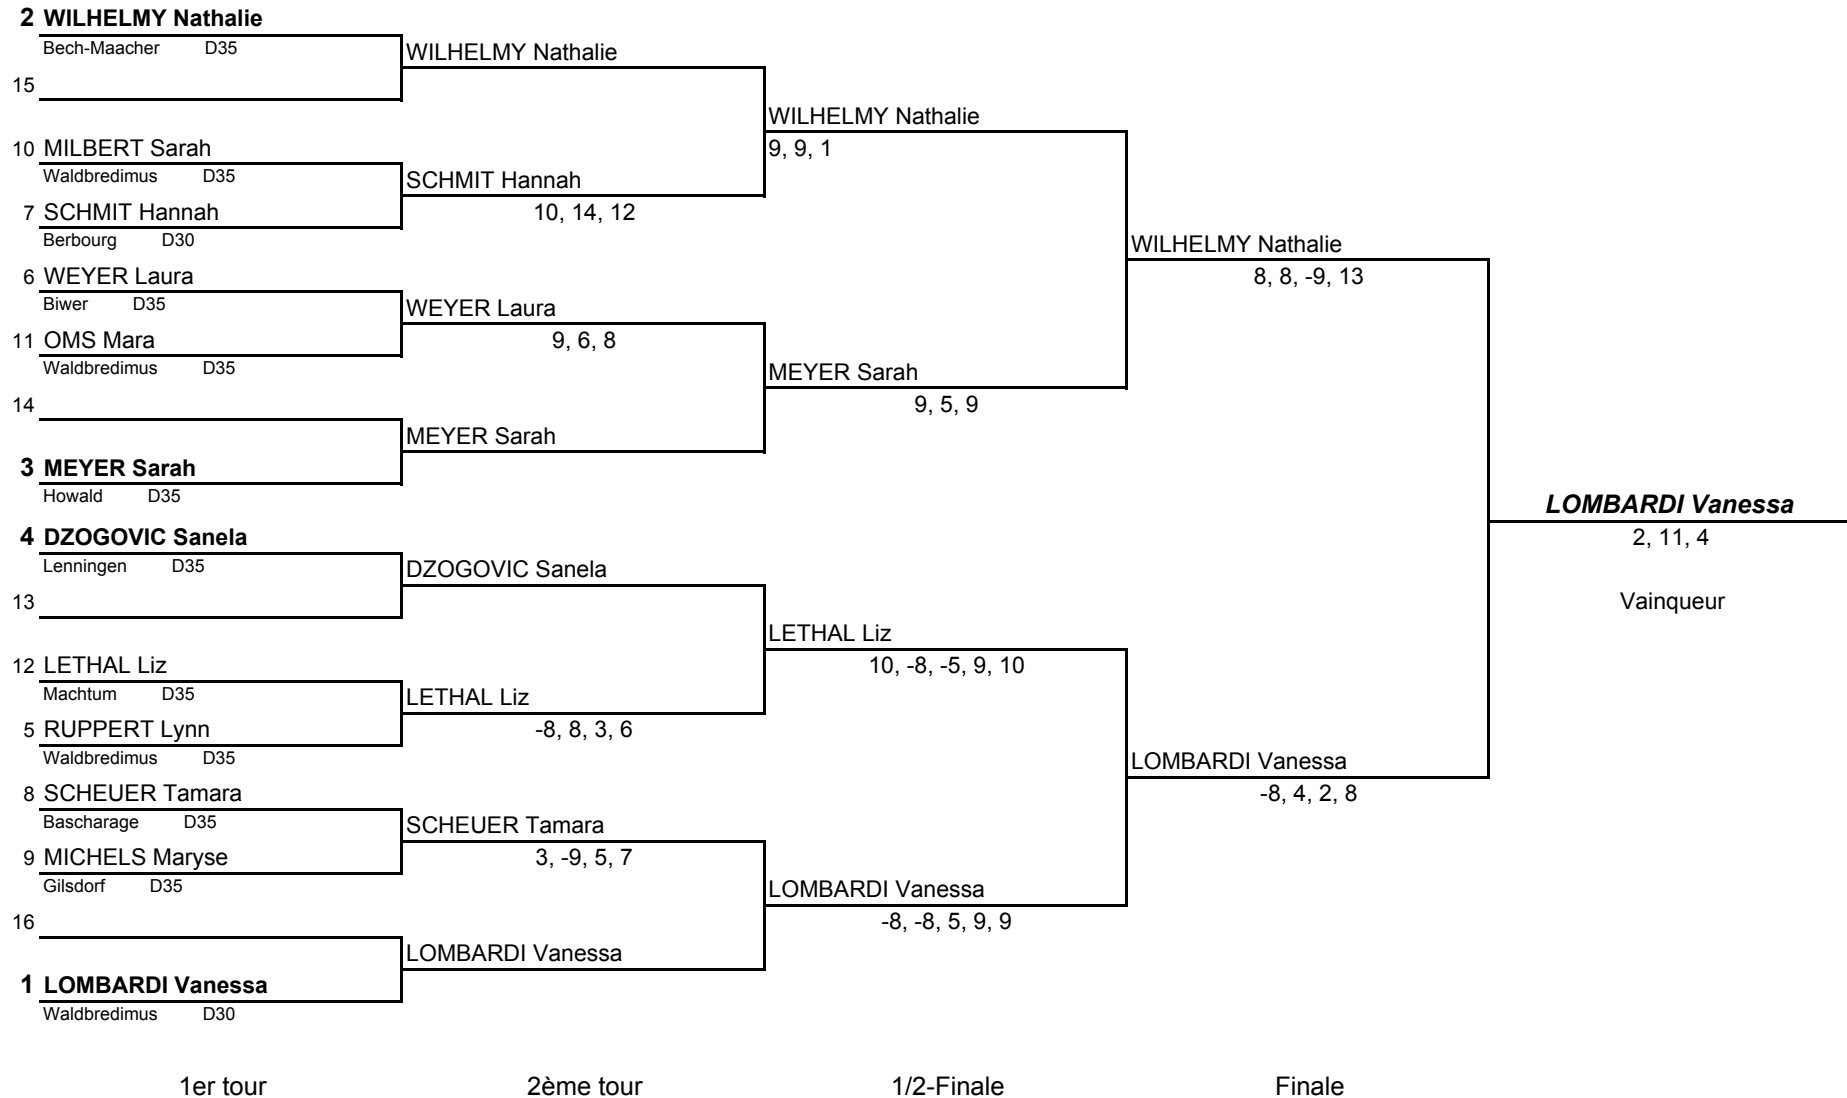 2 WILHELMY Nathalie
Bech-Maacher D35
WILHELMY Nathalie
15
WILHELMY Nathalie
10 MILBERT Sarah
9, 9, 1
Waldbredimus D35
SCHMIT Hannah
7 SCHMIT Hannah
10, 14, 12
Berbourg D30
WILHELMY Nathalie
6 WEYER Laura
8, 8, -9, 13
Biwer D35
WEYER Laura
11 OMS Mara
9, 6, 8
Waldbredimus D35
MEYER Sarah
14
9, 5, 9
MEYER Sarah
3 MEYER Sarah
Howald D35
LOMBARDI Vanessa
4 DZOGOVIC Sanela
2, 11, 4
Lenningen D35
DZOGOVIC Sanela
13
Vainqueur
LETHAL Liz
12 LETHAL Liz
10, -8, -5, 9, 10
Machtum D35
LETHAL Liz
5 RUPPERT Lynn
-8, 8, 3, 6
Waldbredimus D35
LOMBARDI Vanessa
8 SCHEUER Tamara
-8, 4, 2, 8
Bascharage D35
SCHEUER Tamara
9 MICHELS Maryse
3, -9, 5, 7
Gilsdorf D35
LOMBARDI Vanessa
16
-8, -8, 5, 9, 9
LOMBARDI Vanessa
1 LOMBARDI Vanessa
Waldbredimus D30
1er tour 2ème tour 1/2-Finale Finale